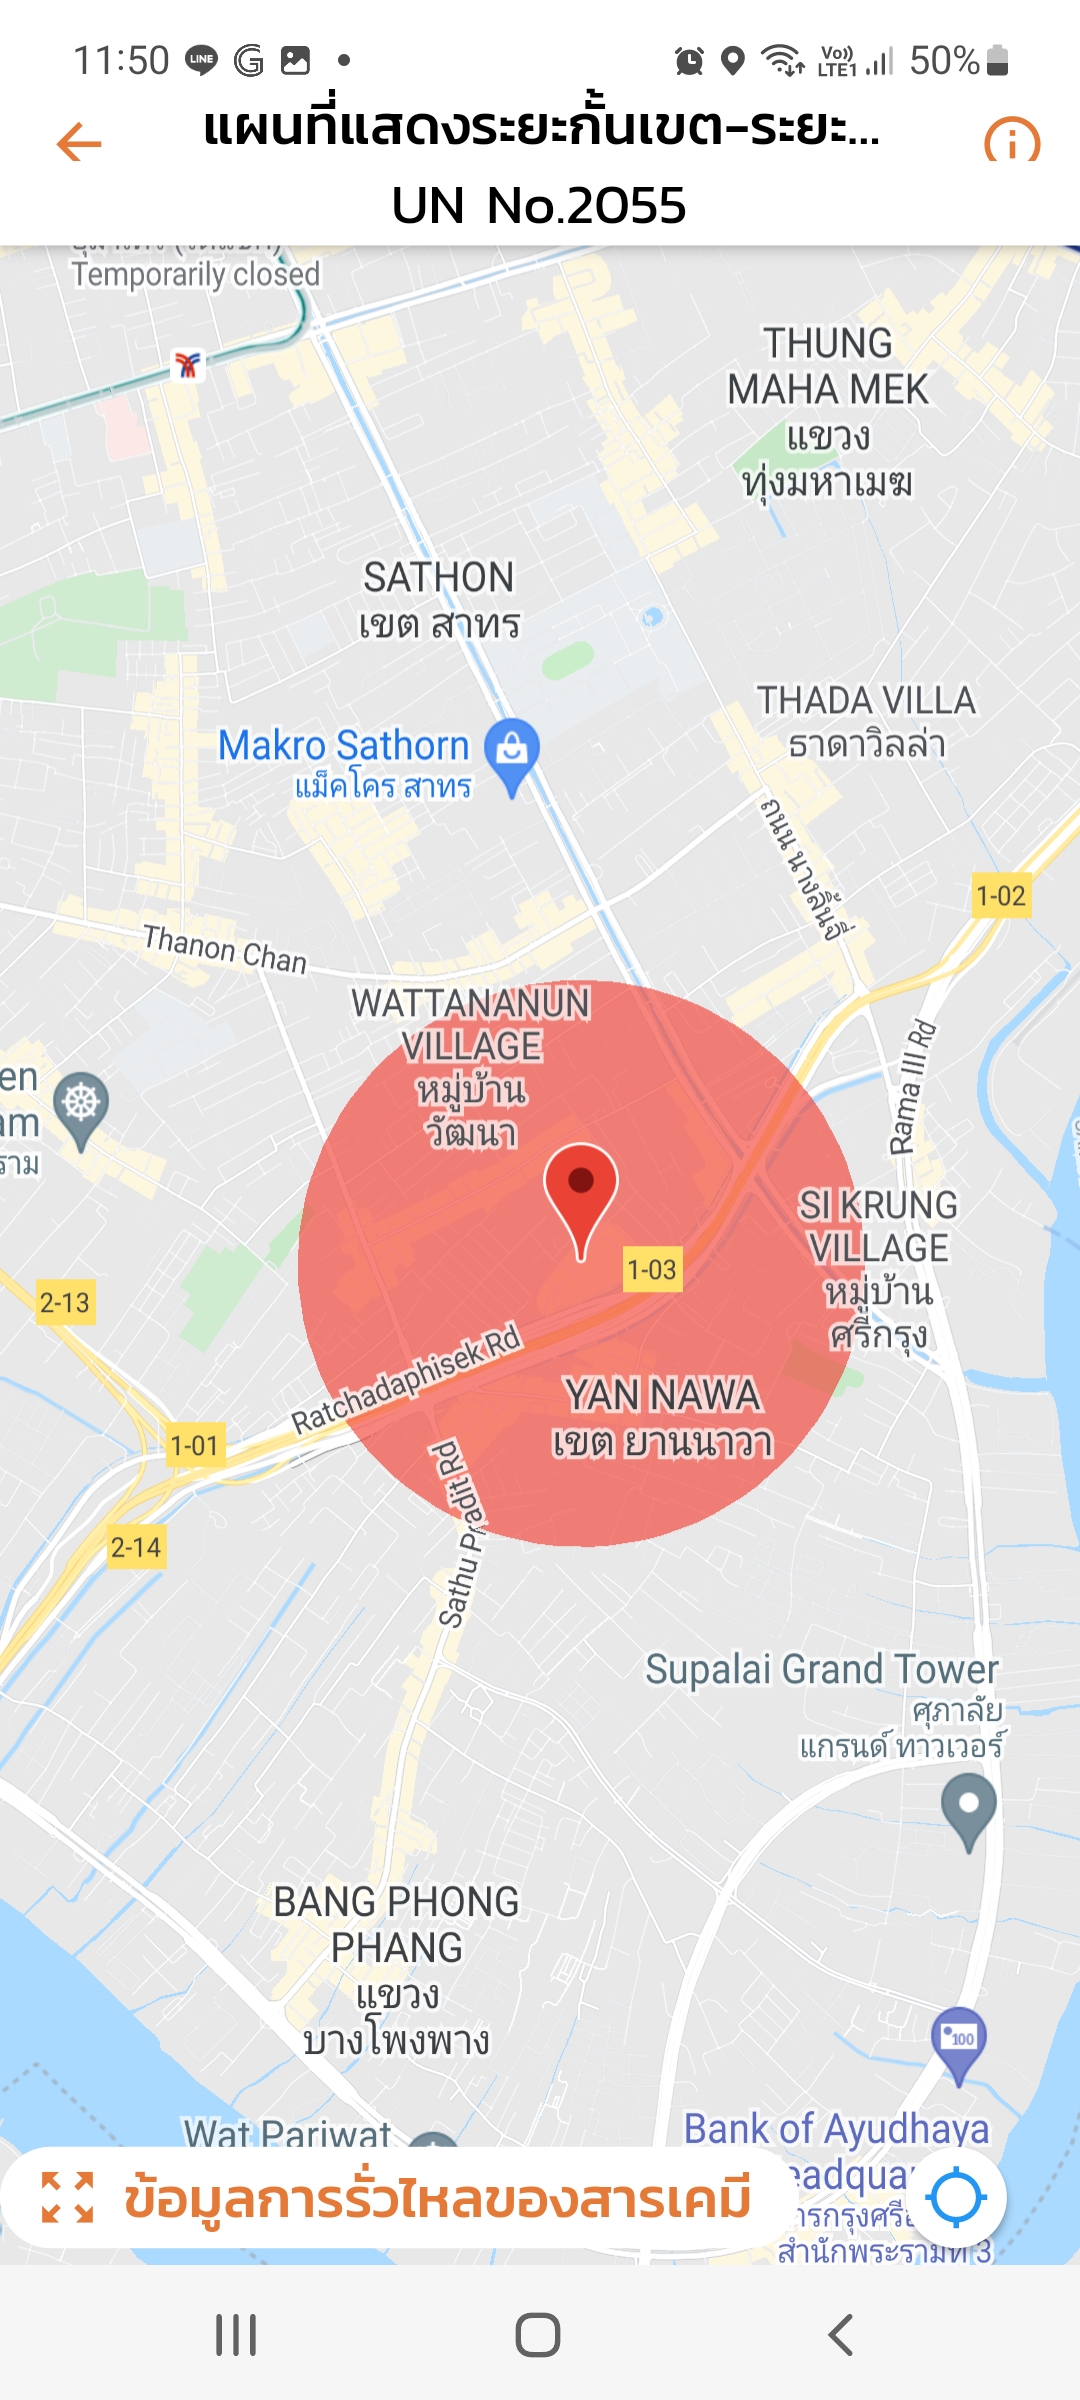 11:50
LINE
Vo))
LTE1
50%
แผนที่แสดงระยะกั้นเขต-ระยะ...
UN No.2055
Temporarily closed
THUNG
MAHA MEK
แขวง
ทุ่งมหาเมฆ
SATHON
เขต สาทร
THADA VILLA
ธาดาวิลล่า
Makro Sathorn
แม็คโคร สาทร
ถนน นางลิ้นจี่
1-02
Thanon Chan
WATTANANUN
VILLAGE
หมู่บ้าน
วัฒนา
Rama III Rd
en
am
ราม
SI KRUNG
VILLAGE
หมู่บ้าน
ศรีกรุง
1-03
2-13
Ratchadaphisek Rd
YAN NAWA
เขต ยานนาวา
1-01
Sathu Pradit Rd
2-14
Supalai Grand Tower
ศุภาลัย
แกรนด์ ทาวเวอร์
BANG PHONG
PHANG
แขวง
บางโพงพาง
100
Wat Pariwat
Bank of Ayudhaya
eadquar
ข้อมูลการรั่วไหลของสารเคมี
ารกรุงศรีอ
สำนักพระรามที่ 3